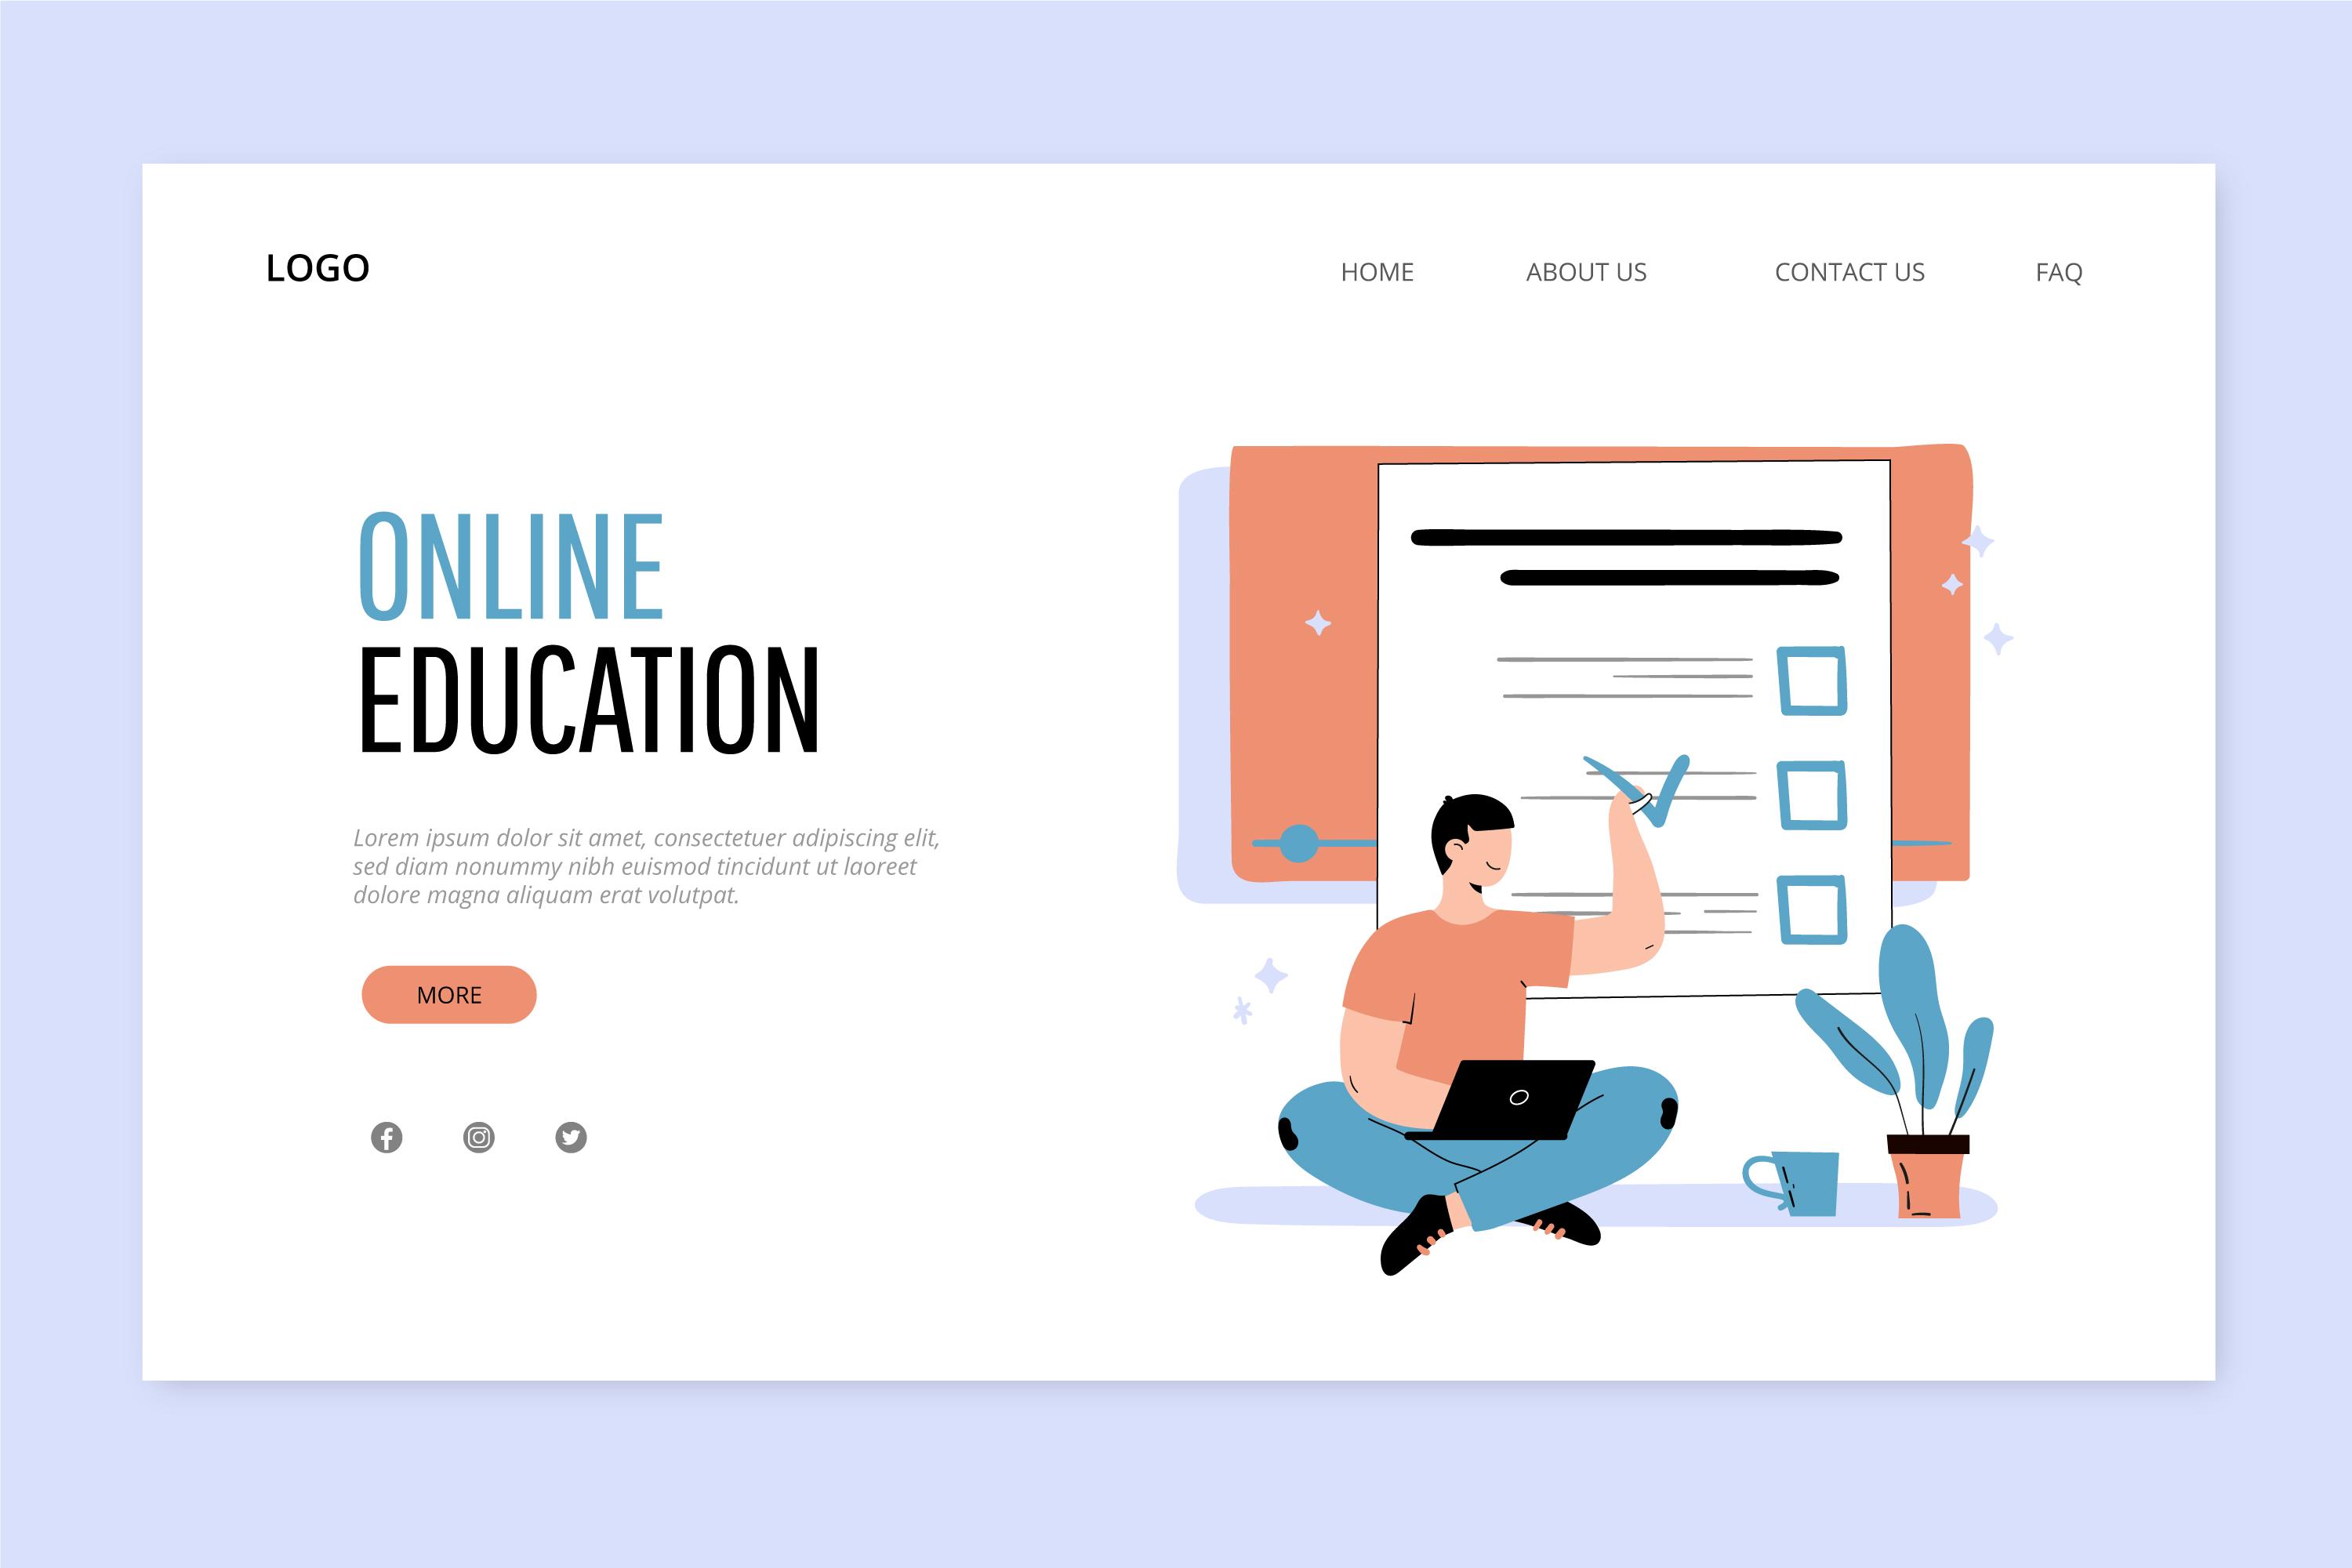 LOGO
HOME
ABOUT US
CONTACT US
FAQ
ONLINE
EDUCATION
Lorem ipsum dolor sit amet, consectetuer adipiscing elit,
sed diam nonummy nibh euismod tincidunt ut laoreet
dolore magna aliquam erat volutpat.
MORE